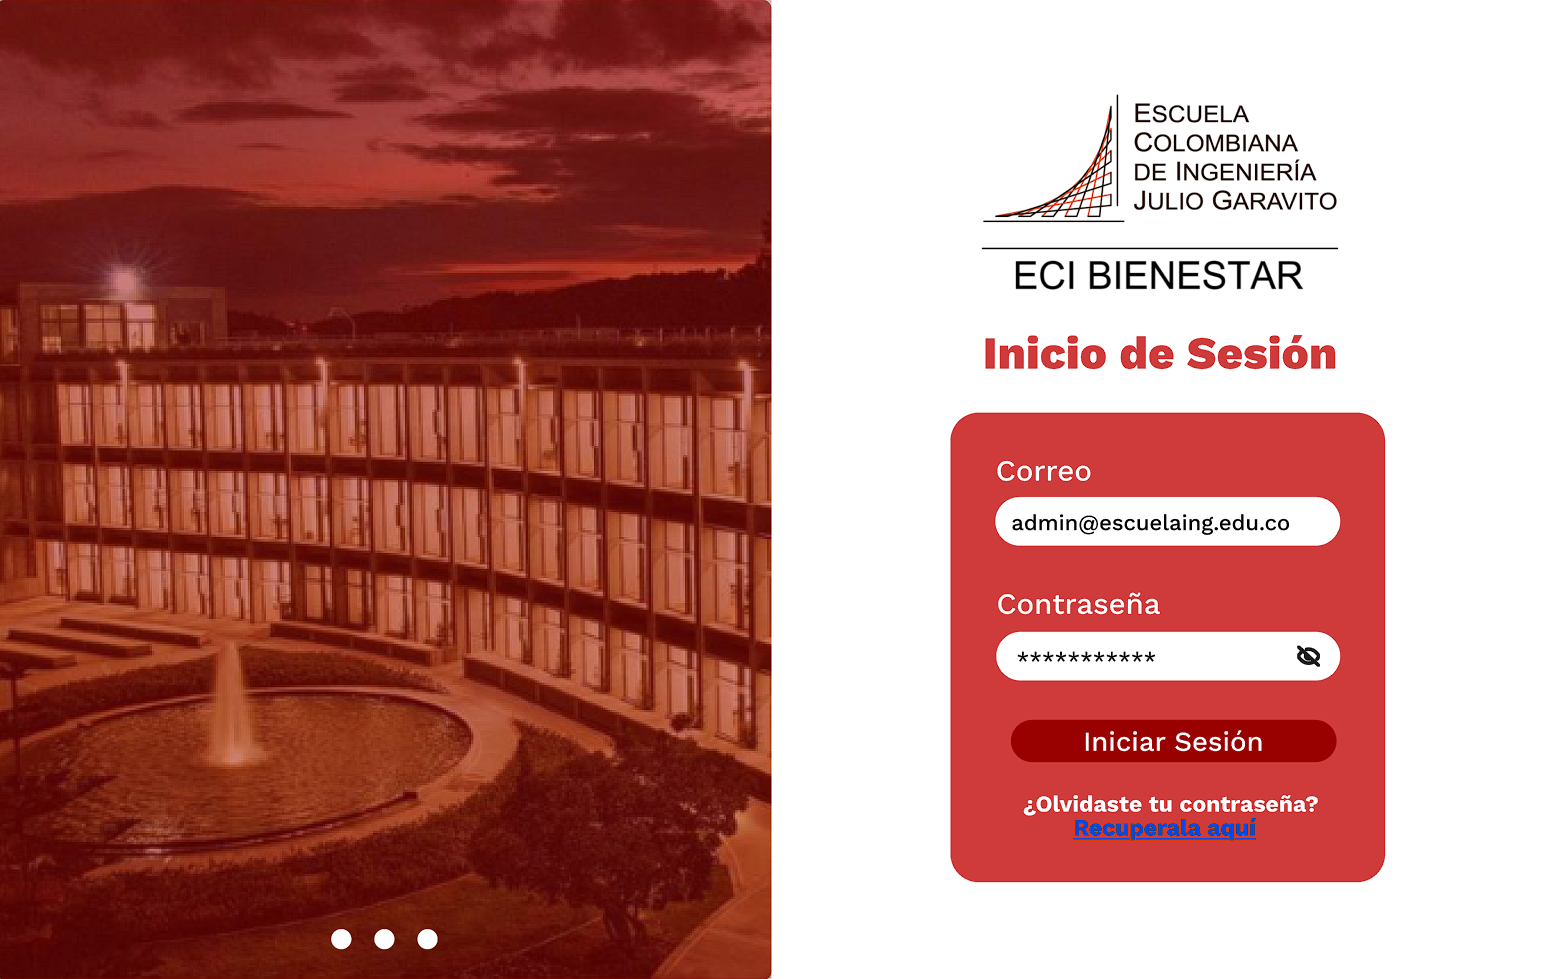 ESCUELA
COLOMBIANA
DE INGENIERÍA
JULIO GARAVITO
ECI BIENESTAR
Inicio de Sesión
Correo
admin@escuelaing.edu.co
Contraseña
***********
Iniciar Sesión
¿Olvidaste tu contraseña?
Recuperala aquí